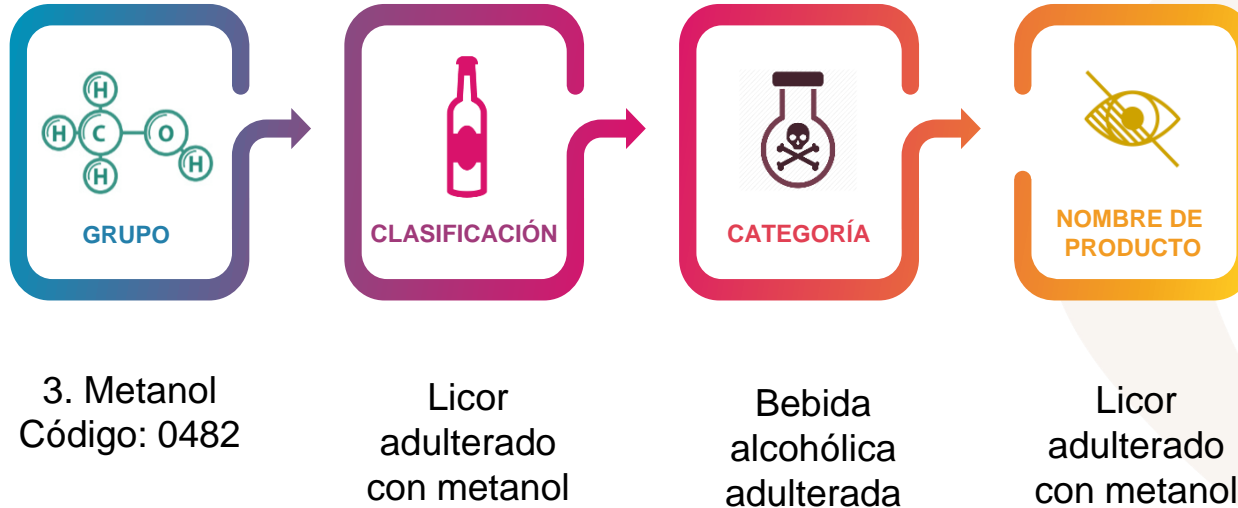 H
H
C
O
H
H
GRUPO
CLASIFICACIÓN
CATEGORÍA
NOMBRE DE
PRODUCTO
3. Metanol
Código: 0482
Licor
adulterado
con metanol
Bebida
alcohólica
adulterada
Licor
adulterado
con metanol